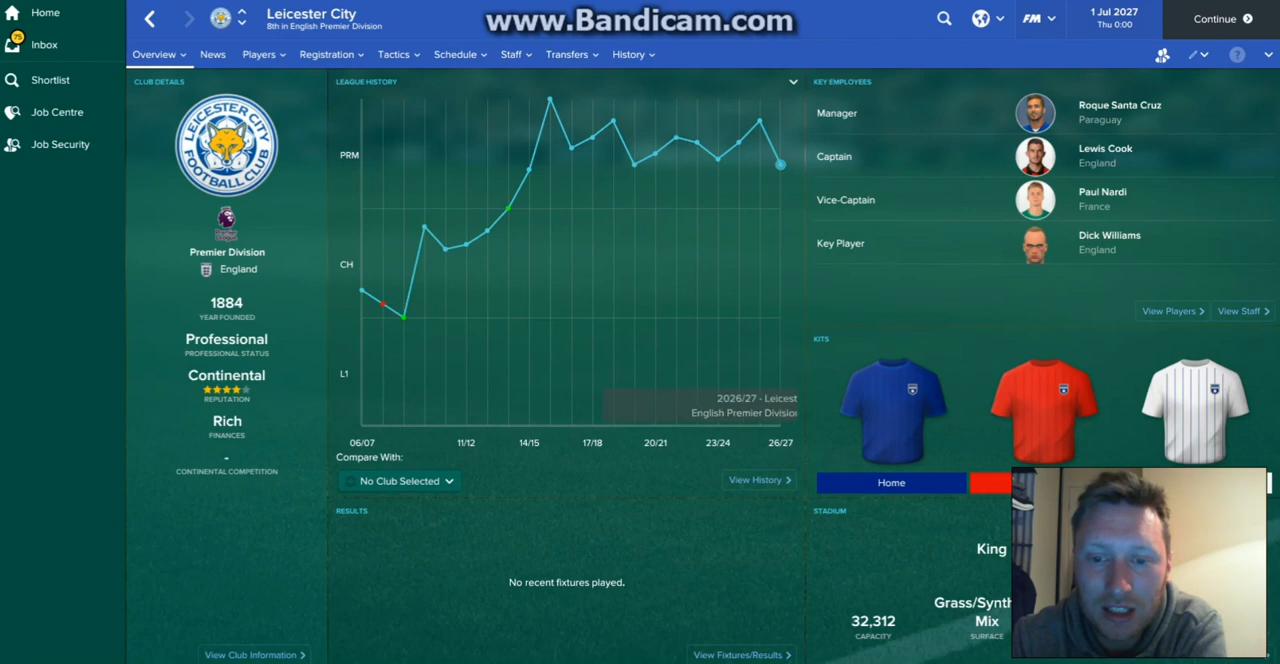 Home
75
Inbox
Shortlist
Job Centre
Job Security
Leicester City
8th in English Premier Division
www.Bandicam.com
FM
1 Jul 2027
Thu 0:00
Continue
Overview
News
Players
Registration
Tactics
Schedule
Staff
Transfers
History
?
CLUB DETAILS
LEICESTER CITY
FOOTBALL CLUB
Premier Division
England
1884
YEAR FOUNDED
Professional
PROFESSIONAL STATUS
Continental
REPUTATION
Rich
FINANCES
-
CONTINENTAL COMPETITION
View Club Information
LEAGUE HISTORY
PRM
CH
L1
2026/27 - Leicest
English Premier Divisio
06/07 11/12 14/15 17/18 20/21 23/24 26/27
Compare With:
No Club Selected
View History
RESULTS
No recent fixtures played.
View Fixtures/Results
KEY EMPLOYEES
Manager
Roque Santa Cruz
Paraguay
Captain
Lewis Cook
England
Vice-Captain
Paul Nardi
France
Key Player
Dick Williams
England
View Players
View Staff
KITS
Home
STADIUM
King
32,312
CAPACITY
Grass/Synth
Mix
SURFACE